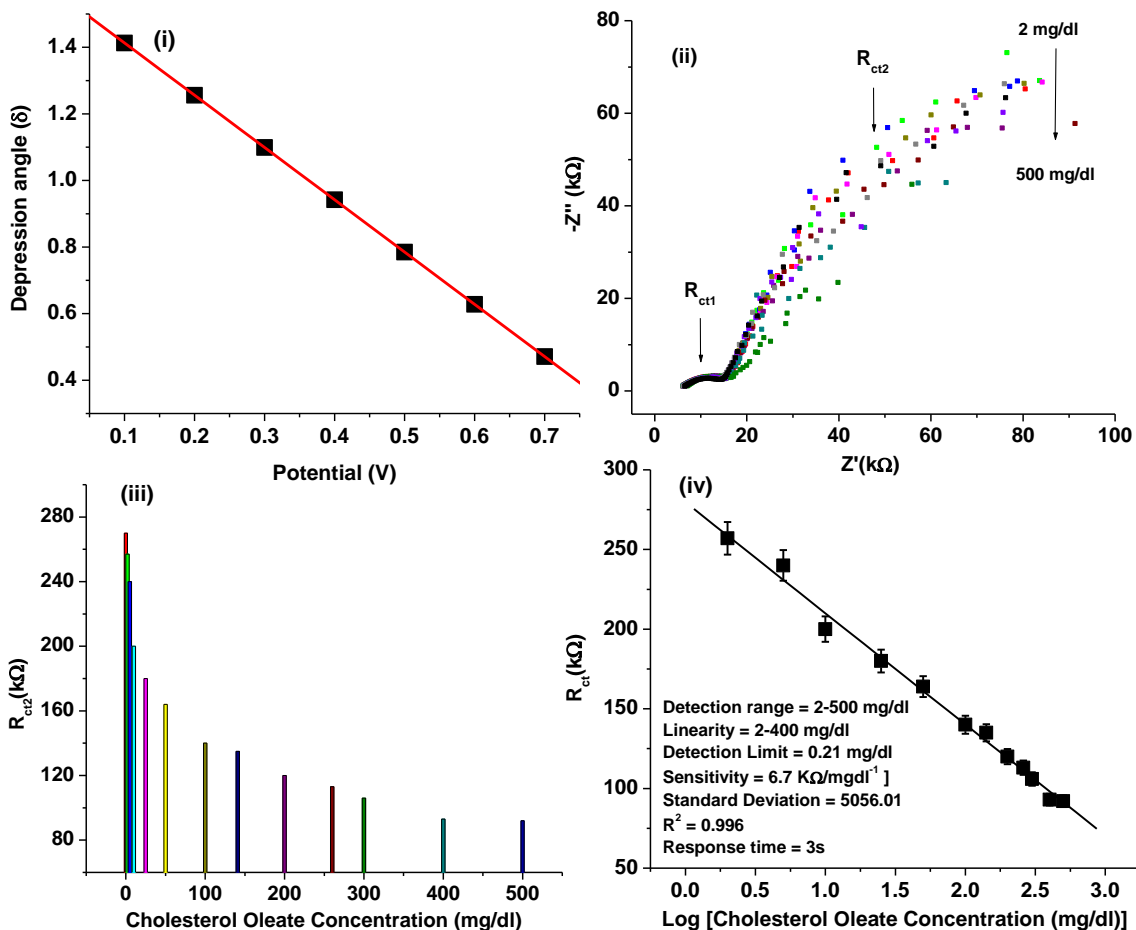 (i)
Depression angle (δ)
1.4
1.2
1.0
0.8
0.6
0.4
0.1 0.2 0.3 0.4 0.5 0.6 0.7
Potential (V)
(ii)
-Z'' (kΩ)
80
60
40
20
0
R_ct1
R_ct2
2 mg/dl
500 mg/dl
0 20 40 60 80 100
Z'(kΩ)
(iii)
R_ct2(kΩ)
280
240
200
160
120
80
0 100 200 300 400 500
Cholesterol Oleate Concentration (mg/dl)
(iv)
R_ct(kΩ)
300
250
200
150
100
50
Detection range = 2-500 mg/dl
Linearity = 2-400 mg/dl
Detection Limit = 0.21 mg/dl
Sensitivity = 6.7 KΩ/mgdl⁻¹ ]
Standard Deviation = 5056.01
R² = 0.996
Response time = 3s
0.0 0.5 1.0 1.5 2.0 2.5 3.0
Log [Cholesterol Oleate Concentration (mg/dl)]